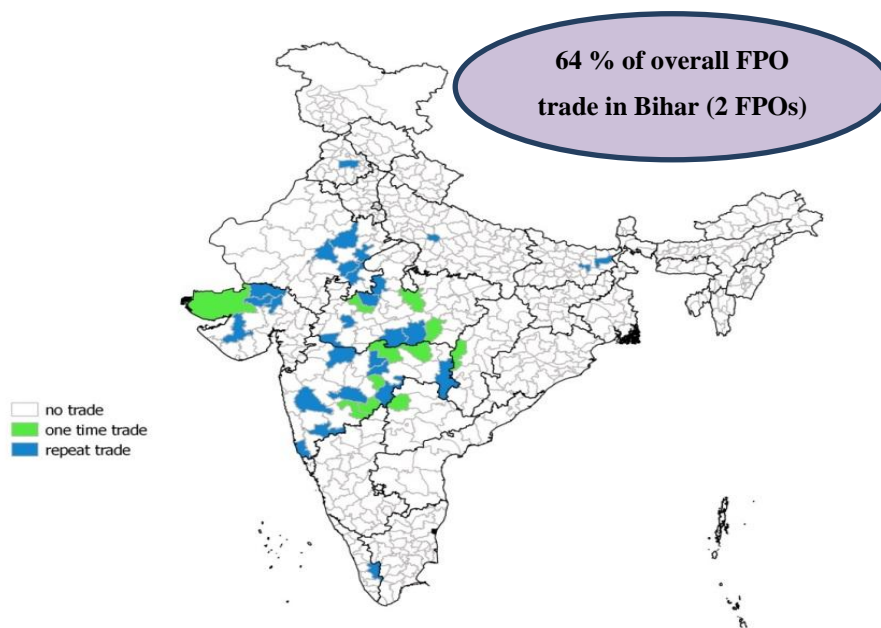 64 % of overall FPO
trade in Bihar (2 FPOs)
no trade
one time trade
repeat trade